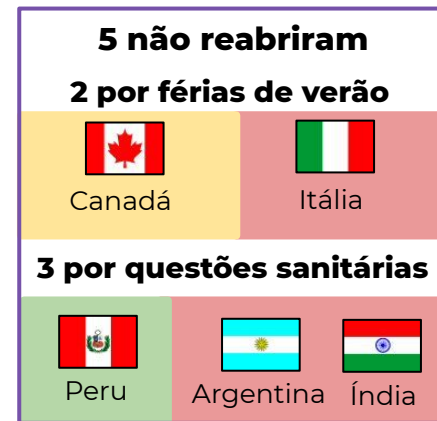 5 não reabriram
2 por férias de verão
Canadá Itália
3 por questões sanitárias
Peru Argentina Índia